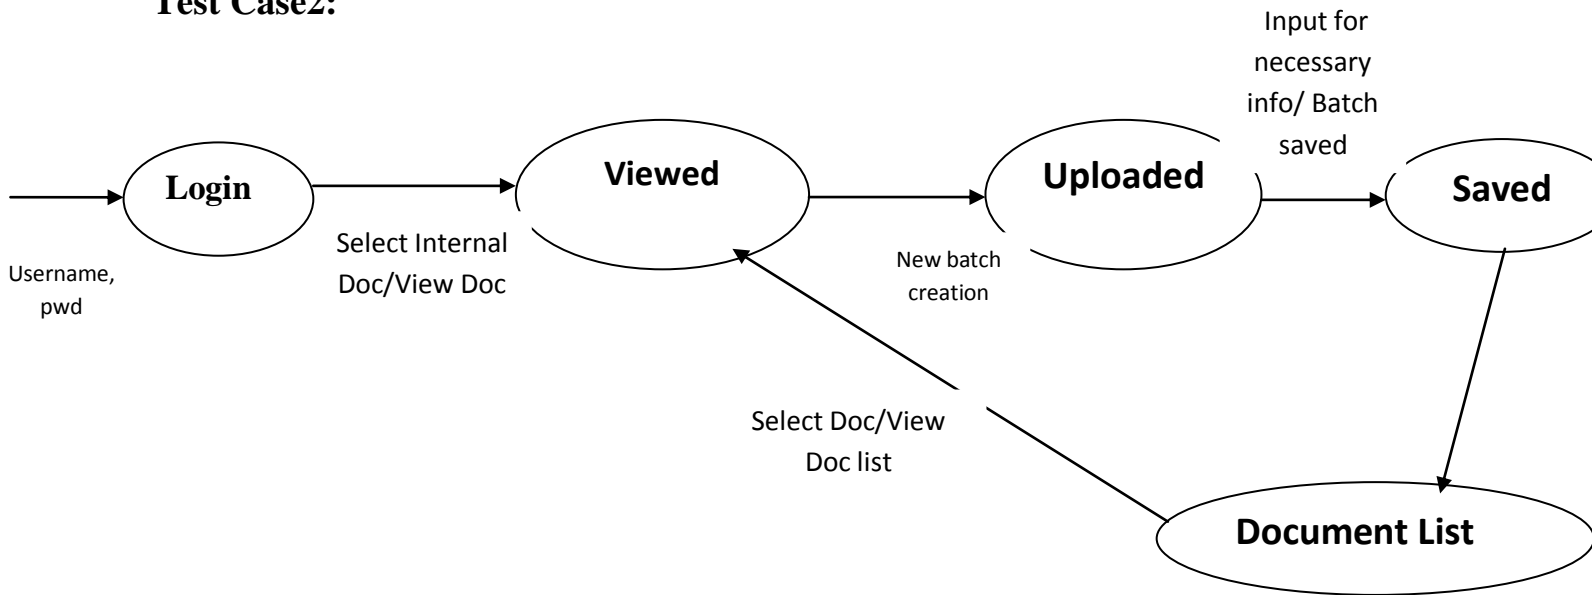 Test Case2:
Input for
necessary
info/ Batch
saved
Login
Viewed
Uploaded
Saved
Username,
pwd
Select Internal
Doc/View Doc
New batch
creation
Select Doc/View
Doc list
Document List